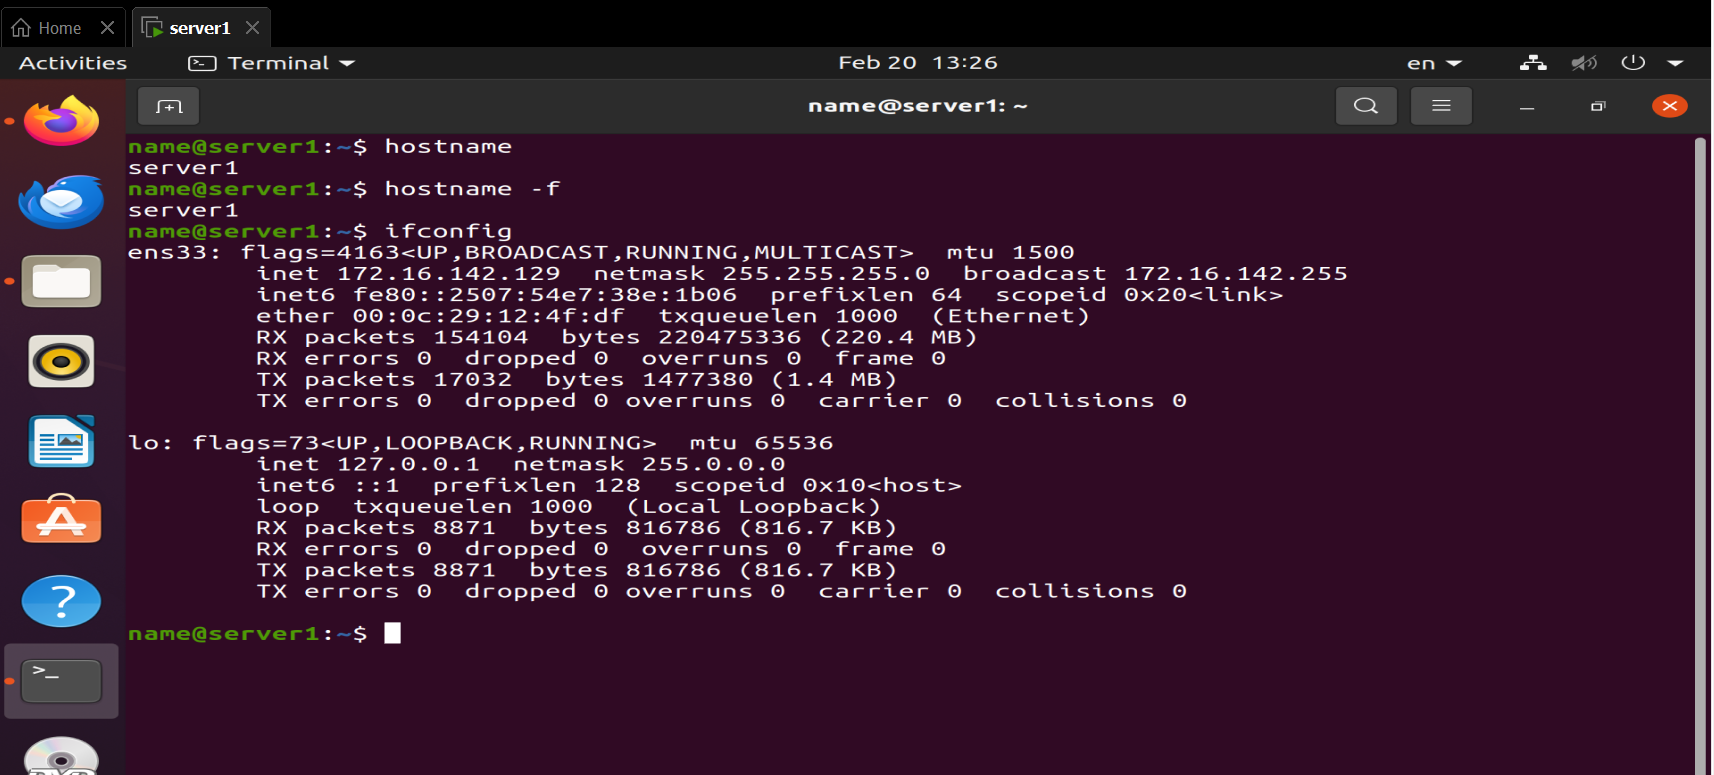 Home
server1
Activities
Terminal
Feb 20 13:26
en
name@server1: ~
name@server1:~$ hostname
server1
name@server1:~$ hostname -f
server1
name@server1:~$ ifconfig
ens33: flags=4163<UP,BROADCAST,RUNNING,MULTICAST>  mtu 1500
        inet 172.16.142.129  netmask 255.255.255.0  broadcast 172.16.142.255
        inet6 fe80::2507:54e7:38e:1b06  prefixlen 64  scopeid 0x20<link>
        ether 00:0c:29:12:4f:df  txqueuelen 1000  (Ethernet)
        RX packets 154104  bytes 220475336 (220.4 MB)
        RX errors 0  dropped 0  overruns 0  frame 0
        TX packets 17032  bytes 1477380 (1.4 MB)
        TX errors 0  dropped 0 overruns 0  carrier 0  collisions 0
lo: flags=73<UP,LOOPBACK,RUNNING>  mtu 65536
        inet 127.0.0.1  netmask 255.0.0.0
        inet6 ::1  prefixlen 128  scopeid 0x10<host>
        loop  txqueuelen 1000  (Local Loopback)
        RX packets 8871  bytes 816786 (816.7 KB)
        RX errors 0  dropped 0  overruns 0  frame 0
        TX packets 8871  bytes 816786 (816.7 KB)
        TX errors 0  dropped 0 overruns 0  carrier 0  collisions 0
name@server1:~$